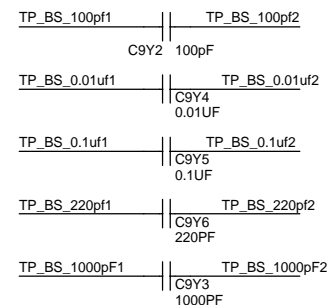 TP_BS_100pf1 TP_BS_100pf2
C9Y2 100pF
TP_BS_0.01uf1 TP_BS_0.01uf2
C9Y4
0.01UF
TP_BS_0.1uf1 TP_BS_0.1uf2
C9Y5
0.1UF
TP_BS_220pf1 TP_BS_220pf2
C9Y6
220PF
TP_BS_1000pF1 TP_BS_1000pF2
C9Y3
1000PF